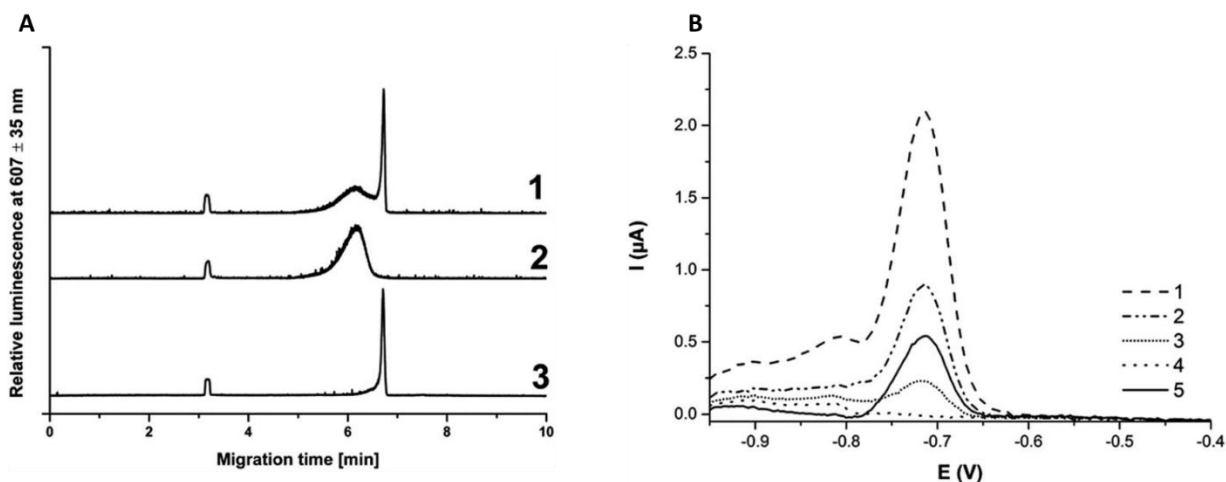 A
Relative luminescence at 607 ± 35 nm
1
2
3
0 2 4 6 8 10
Migration time [min]
B
I (µA)
2.5
2.0
1.5
1.0
0.5
0.0
1
2
3
4
5
-0.9 -0.8 -0.7 -0.6 -0.5 -0.4
E (V)